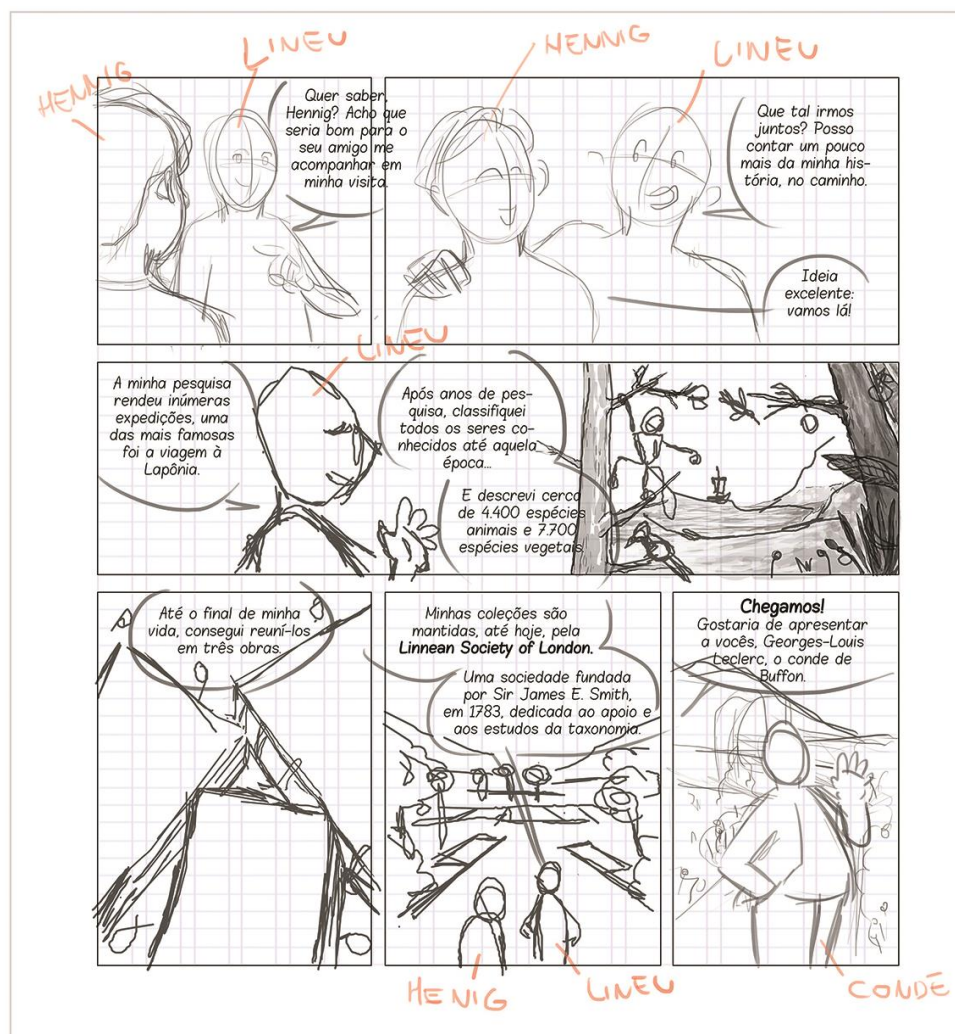 HENNIG
LINEU
HENNIG
LINEU
Quer saber,
Hennig? Acho que
seria bom para o
seu amigo me
acompanhar em
minha visita.
Que tal irmos
juntos? Posso
contar um pouco
mais da minha his-
tória, no caminho.
Ideia
excelente:
vamos lá!
LINEU
A minha pesquisa
rendeu inúmeras
expedições, uma
das mais famosas
foi a viagem à
Lapônia.
Após anos de pes-
quisa, classifiquei
todos os seres co-
nhecidos até aquela
época...
E descrevi cerca
de 4.400 espécies
animais e 7.700
espécies vegetais.
Até o final de minha
vida, consegui reuní-los
em três obras.
Minhas coleções são
mantidas, até hoje, pela
Linnean Society of London.
Uma sociedade fundada
por Sir James E. Smith,
em 1783, dedicada ao apoio e
aos estudos da taxonomia.
Chegamos!
Gostaria de apresentar
a vocês, Georges-Louis
Leclerc, o conde de
Buffon.
HENIG
LINEU
CONDE